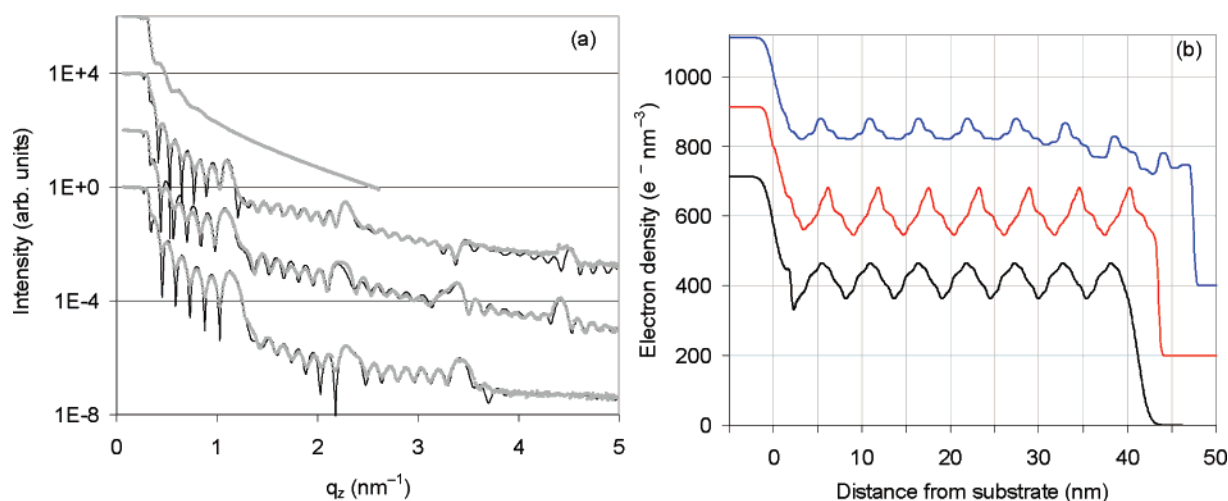 (a)
1E+4
1E+0
1E-4
1E-8
0
1
2
3
4
5
Intensity (arb. units)
q_z (nm⁻¹)
(b)
1000
800
600
400
200
0
0
10
20
30
40
50
Electron density (e⁻ nm⁻³)
Distance from substrate (nm)